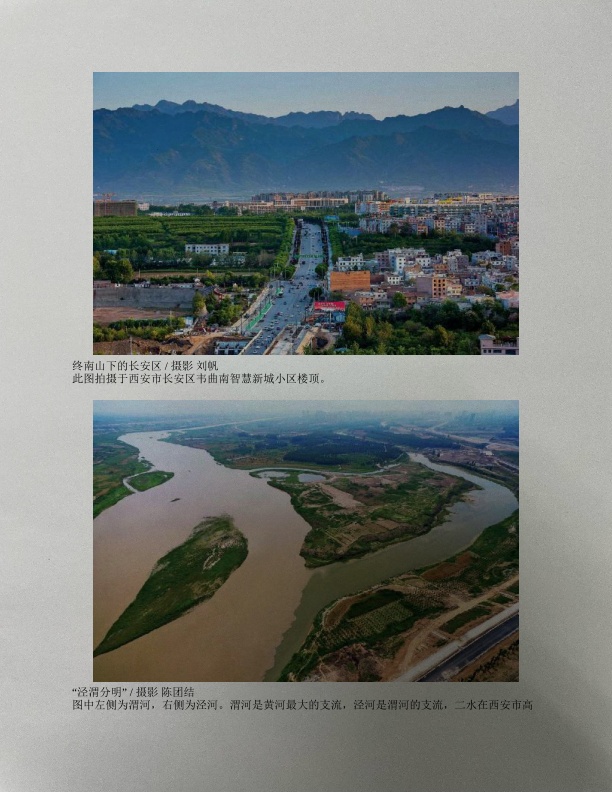 终南山下的长安区 / 摄影 刘帆
此图拍摄于西安市长安区韦曲南智慧新城小区楼顶。
“泾渭分明” / 摄影 陈团结
图中左侧为渭河，右侧为泾河。渭河是黄河最大的支流，泾河是渭河的支流，二水在西安市高